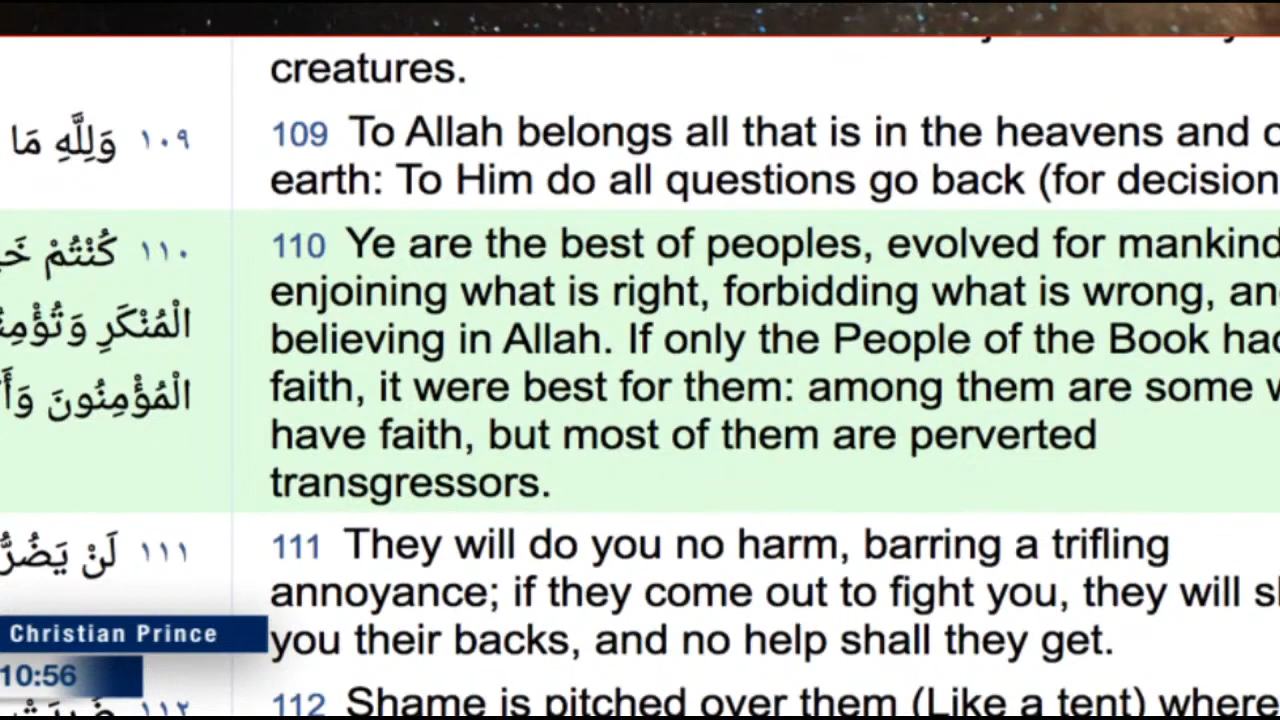 creatures.
وَلِلَّهِ مَا ١٠٩
109 To Allah belongs all that is in the heavens and
earth: To Him do all questions go back (for decision
كُنْتُمْ ١١٠
الْمُنْكَرِ
الْمُؤْمِنُونَ
110 Ye are the best of peoples, evolved for mankind
enjoining what is right, forbidding what is wrong, an
believing in Allah. If only the People of the Book ha
faith, it were best for them: among them are some
have faith, but most of them are perverted
transgressors.
لَنْ ١١١
111 They will do you no harm, barring a trifling
annoyance; if they come out to fight you, they will
you their backs, and no help shall they get.
Christian Prince
10:56
١١٢
112 Shame is pitched over them (Like a tent) where